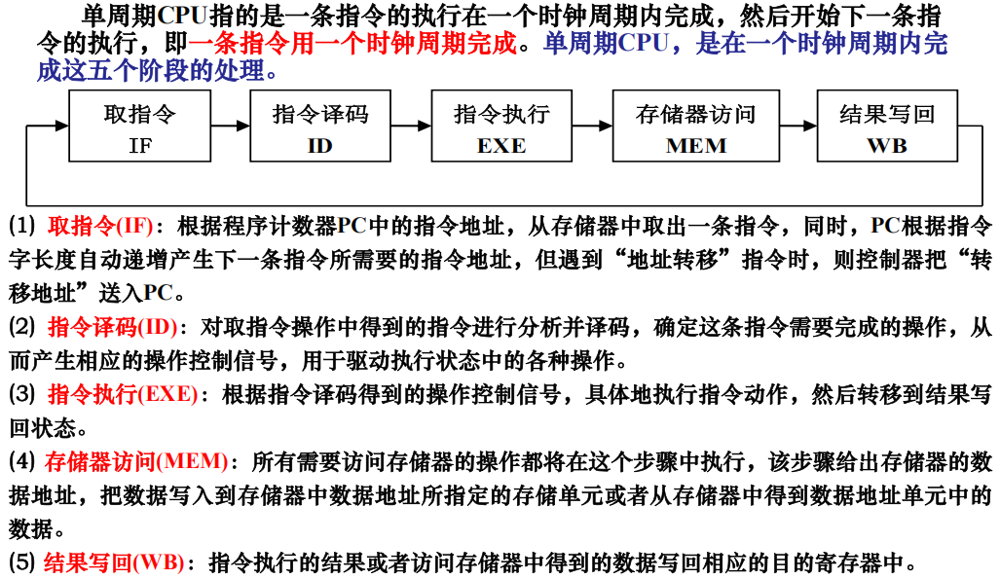 单周期CPU指的是一条指令的执行在一个时钟周期内完成，然后开始下一条指
令的执行，即一条指令用一个时钟周期完成。单周期CPU，是在一个时钟周期内完
成这五个阶段的处理。
取指令
IF
指令译码
ID
指令执行
EXE
存储器访问
MEM
结果写回
WB
(1) 取指令(IF)：根据程序计数器PC中的指令地址，从存储器中取出一条指令，同时，PC根据指令
字长度自动递增产生下一条指令所需要的指令地址，但遇到“地址转移”指令时，则控制器把“转
移地址”送入PC。
(2) 指令译码(ID)：对取指令操作中得到的指令进行分析并译码，确定这条指令需要完成的操作，从
而产生相应的操作控制信号，用于驱动执行状态中的各种操作。
(3) 指令执行(EXE)：根据指令译码得到的操作控制信号，具体地执行指令动作，然后转移到结果写
回状态。
(4) 存储器访问(MEM)：所有需要访问存储器的操作都将在这个步骤中执行，该步骤给出存储器的数
据地址，把数据写入到存储器中数据地址所指定的存储单元或者从存储器中得到数据地址单元中的
数据。
(5) 结果写回(WB)：指令执行的结果或者访问存储器中得到的数据写回相应的目的寄存器中。